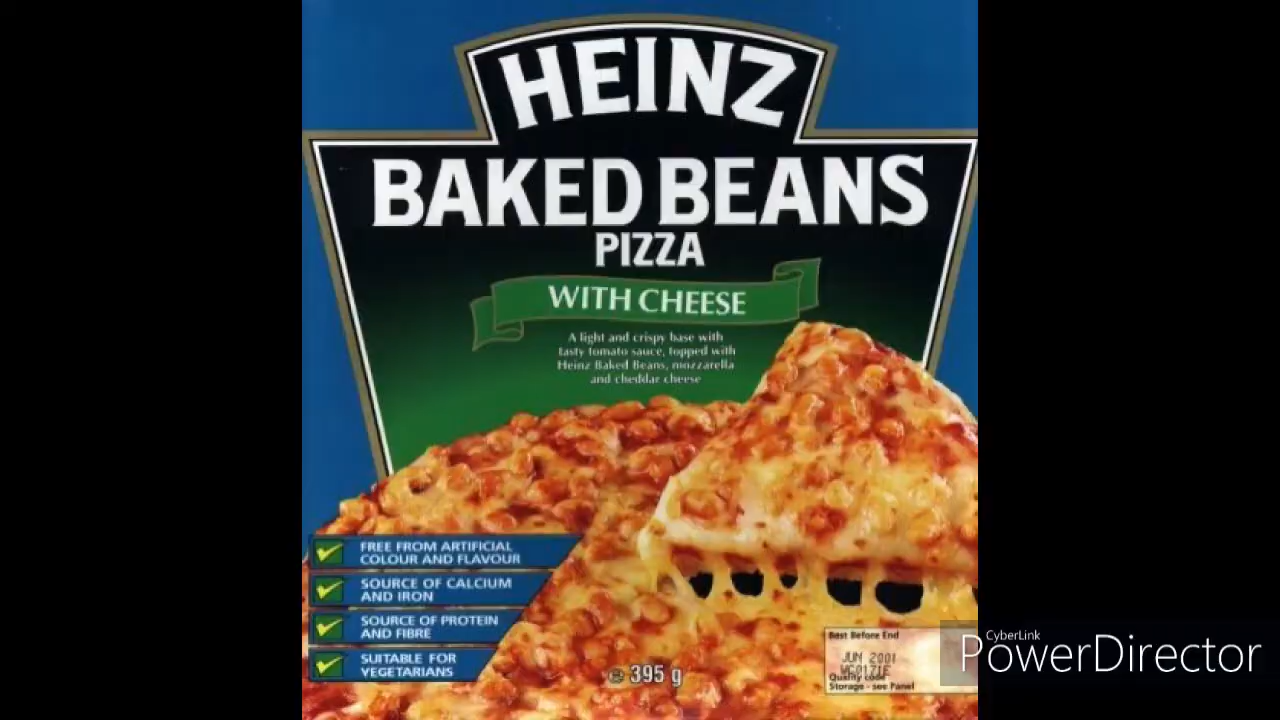 HEINZ
BAKED BEANS
PIZZA
WITH CHEESE
A light and crispy base with
tasty tomato sauce, topped with
Heinz Baked Beans, mozzarella
and cheddar cheese
FREE FROM ARTIFICIAL
COLOUR AND FLAVOUR
SOURCE OF CALCIUM
AND IRON
SOURCE OF PROTEIN
AND FIBRE
SUITABLE FOR
VEGETARIANS
℮ 395 g
Best Before End
JUN 2001
Quality code
Storage - see Panel
CyberLink
PowerDirector